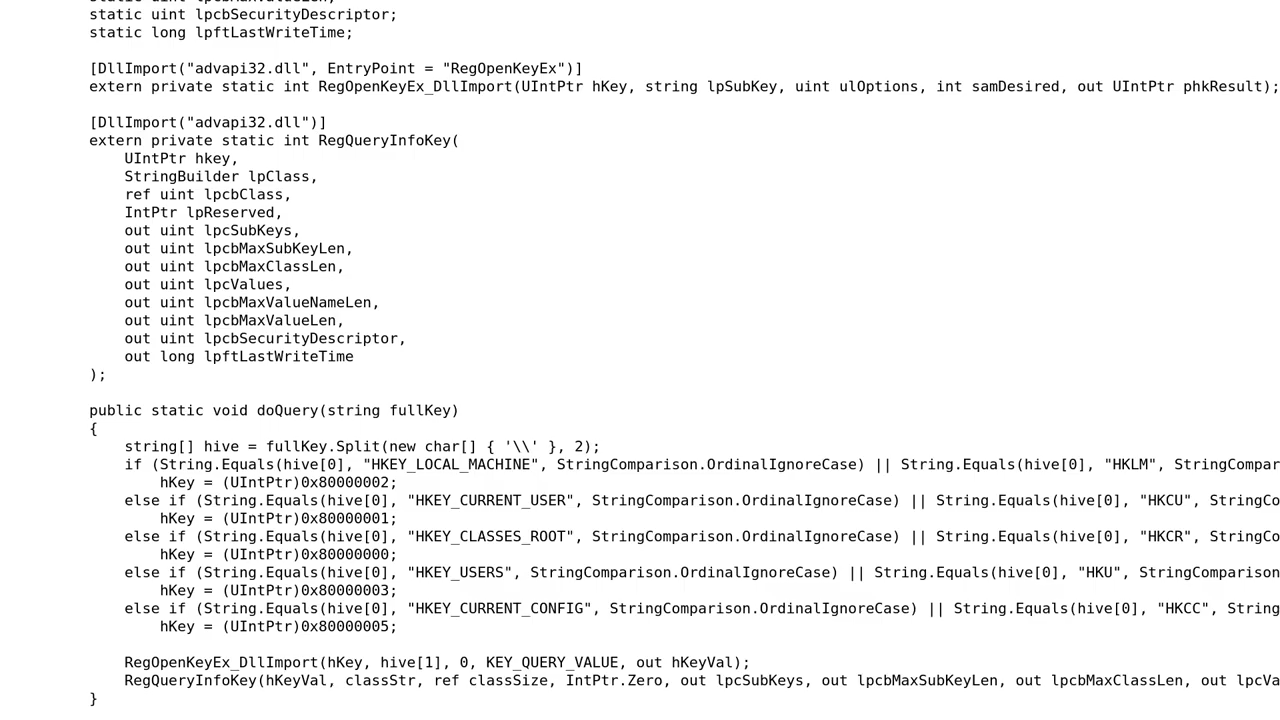 static uint lpcbMaxValueLen;
static uint lpcbSecurityDescriptor;
static long lpftLastWriteTime;
[DllImport("advapi32.dll", EntryPoint = "RegOpenKeyEx")]
extern private static int RegOpenKeyEx_DllImport(UIntPtr hKey, string lpSubKey, uint ulOptions, int samDesired, out UIntPtr phkResult);
[DllImport("advapi32.dll")]
extern private static int RegQueryInfoKey(
UIntPtr hkey,
StringBuilder lpClass,
ref uint lpcbClass,
IntPtr lpReserved,
out uint lpcSubKeys,
out uint lpcbMaxSubKeyLen,
out uint lpcbMaxClassLen,
out uint lpcValues,
out uint lpcbMaxValueNameLen,
out uint lpcbMaxValueLen,
out uint lpcbSecurityDescriptor,
out long lpftLastWriteTime
);
public static void doQuery(string fullKey)
{
string[] hive = fullKey.Split(new char[] { '\\' }, 2);
if (String.Equals(hive[0], "HKEY_LOCAL_MACHINE", StringComparison.OrdinalIgnoreCase) || String.Equals(hive[0], "HKLM", StringCompar
hKey = (UIntPtr)0x80000002;
else if (String.Equals(hive[0], "HKEY_CURRENT_USER", StringComparison.OrdinalIgnoreCase) || String.Equals(hive[0], "HKCU", StringCo
hKey = (UIntPtr)0x80000001;
else if (String.Equals(hive[0], "HKEY_CLASSES_ROOT", StringComparison.OrdinalIgnoreCase) || String.Equals(hive[0], "HKCR", StringCo
hKey = (UIntPtr)0x80000000;
else if (String.Equals(hive[0], "HKEY_USERS", StringComparison.OrdinalIgnoreCase) || String.Equals(hive[0], "HKU", StringComparison
hKey = (UIntPtr)0x80000003;
else if (String.Equals(hive[0], "HKEY_CURRENT_CONFIG", StringComparison.OrdinalIgnoreCase) || String.Equals(hive[0], "HKCC", String
hKey = (UIntPtr)0x80000005;
RegOpenKeyEx_DllImport(hKey, hive[1], 0, KEY_QUERY_VALUE, out hKeyVal);
RegQueryInfoKey(hKeyVal, classStr, ref classSize, IntPtr.Zero, out lpcSubKeys, out lpcbMaxSubKeyLen, out lpcbMaxClassLen, out lpcVa
}